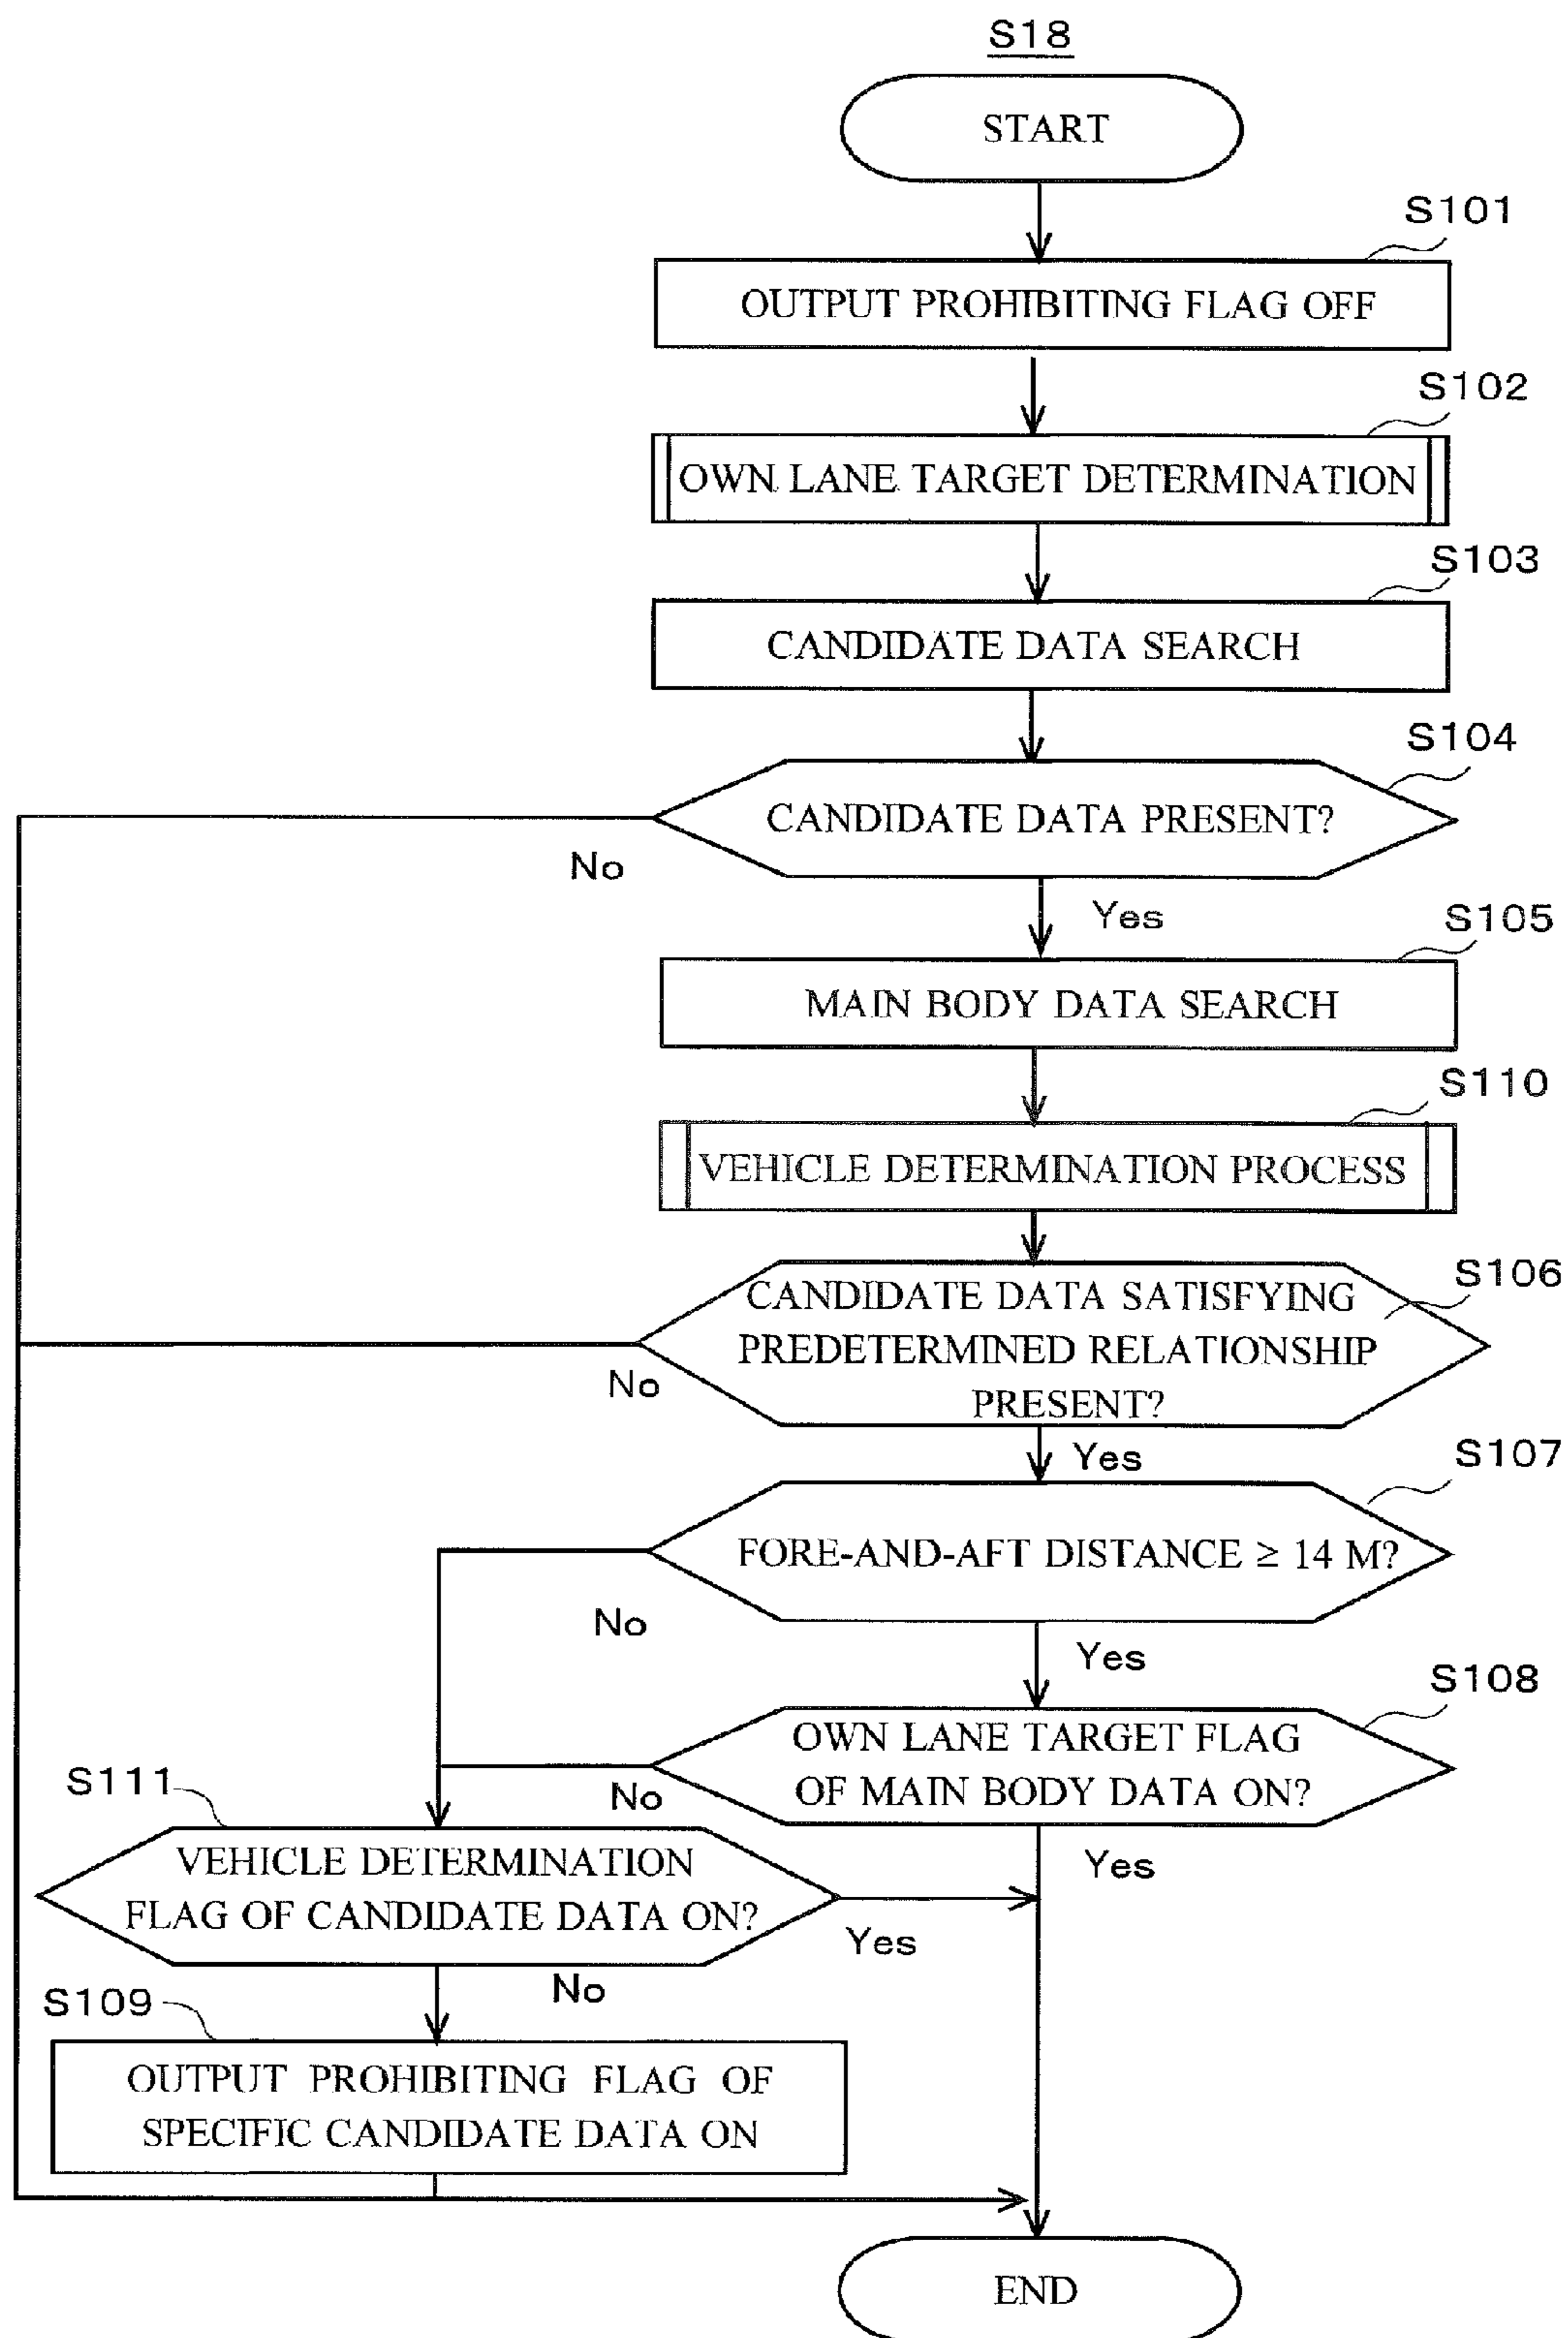 S18
START
S101
OUTPUT PROHIBITING FLAG OFF
S102
OWN LANE TARGET DETERMINATION
S103
CANDIDATE DATA SEARCH
S104
CANDIDATE DATA PRESENT?
No
Yes
S105
MAIN BODY DATA SEARCH
S110
VEHICLE DETERMINATION PROCESS
S106
CANDIDATE DATA SATISFYING
PREDETERMINED RELATIONSHIP
PRESENT?
No
Yes
S107
FORE-AND-AFT DISTANCE ≥ 14 M?
No
Yes
S108
OWN LANE TARGET FLAG
OF MAIN BODY DATA ON?
No
Yes
S111
VEHICLE DETERMINATION
FLAG OF CANDIDATE DATA ON?
Yes
No
S109
OUTPUT PROHIBITING FLAG OF
SPECIFIC CANDIDATE DATA ON
END